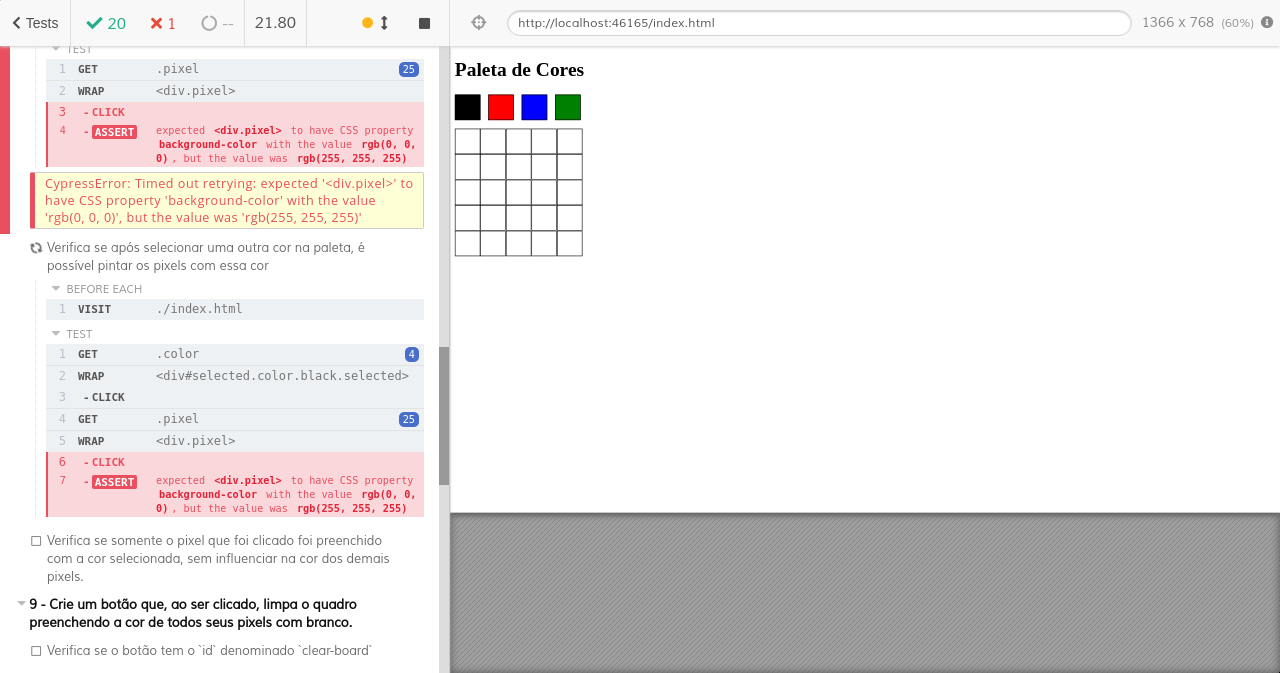 Tests 20 1 -- 21.80 http://localhost:46165/index.html 1366 x 768 (60%)
TEST
1 GET .pixel 25
2 WRAP <div.pixel>
3 - CLICK
4 - ASSERT expected <div.pixel> to have CSS property
background-color with the value rgb(0, 0,
0) , but the value was rgb(255, 255, 255)
CypressError: Timed out retrying: expected '<div.pixel>' to
have CSS property 'background-color' with the value
'rgb(0, 0, 0)', but the value was 'rgb(255, 255, 255)'
Verifica se após selecionar uma outra cor na paleta, é
possível pintar os pixels com essa cor
BEFORE EACH
1 VISIT ./index.html
TEST
1 GET .color 4
2 WRAP <div#selected.color.black.selected>
3 - CLICK
4 GET .pixel 25
5 WRAP <div.pixel>
6 - CLICK
7 - ASSERT expected <div.pixel> to have CSS property
background-color with the value rgb(0, 0,
0) , but the value was rgb(255, 255, 255)
Verifica se somente o pixel que foi clicado foi preenchido
com a cor selecionada, sem influenciar na cor dos demais
pixels.
9 - Crie um botão que, ao ser clicado, limpa o quadro
preenchendo a cor de todos seus pixels com branco.
Verifica se o botão tem o `id` denominado `clear-board`
Paleta de Cores